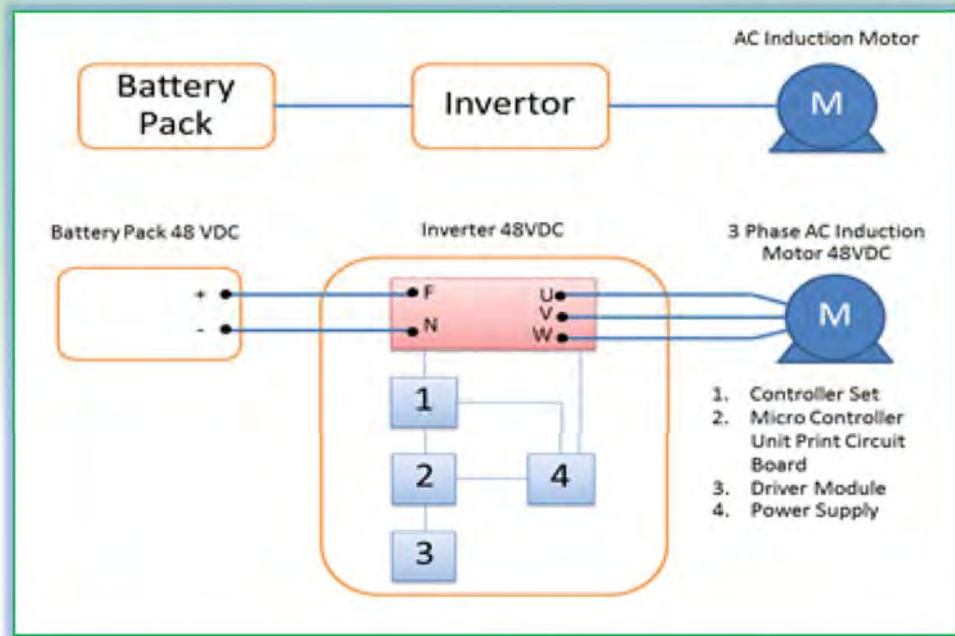 AC Induction Motor
Battery
Pack
Invertor
M
Battery Pack 48 VDC
Inverter 48VDC
3 Phase AC Induction
Motor 48VDC
+
-
F
N
U
V
W
M
1
2
3
4
1. Controller Set
2. Micro Controller
Unit Print Circuit
Board
3. Driver Module
4. Power Supply